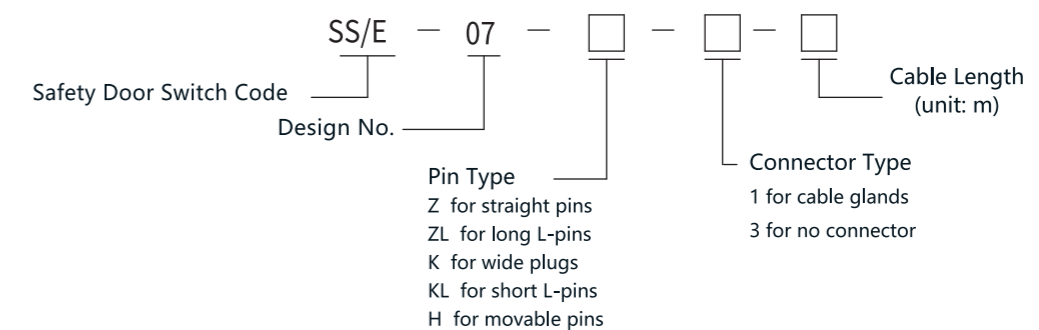 SS/E - 07 - □ - □ - □
Safety Door Switch Code
Design No.
Cable Length
(unit: m)
Pin Type
Z for straight pins
ZL for long L-pins
K for wide plugs
KL for short L-pins
H for movable pins
Connector Type
1 for cable glands
3 for no connector